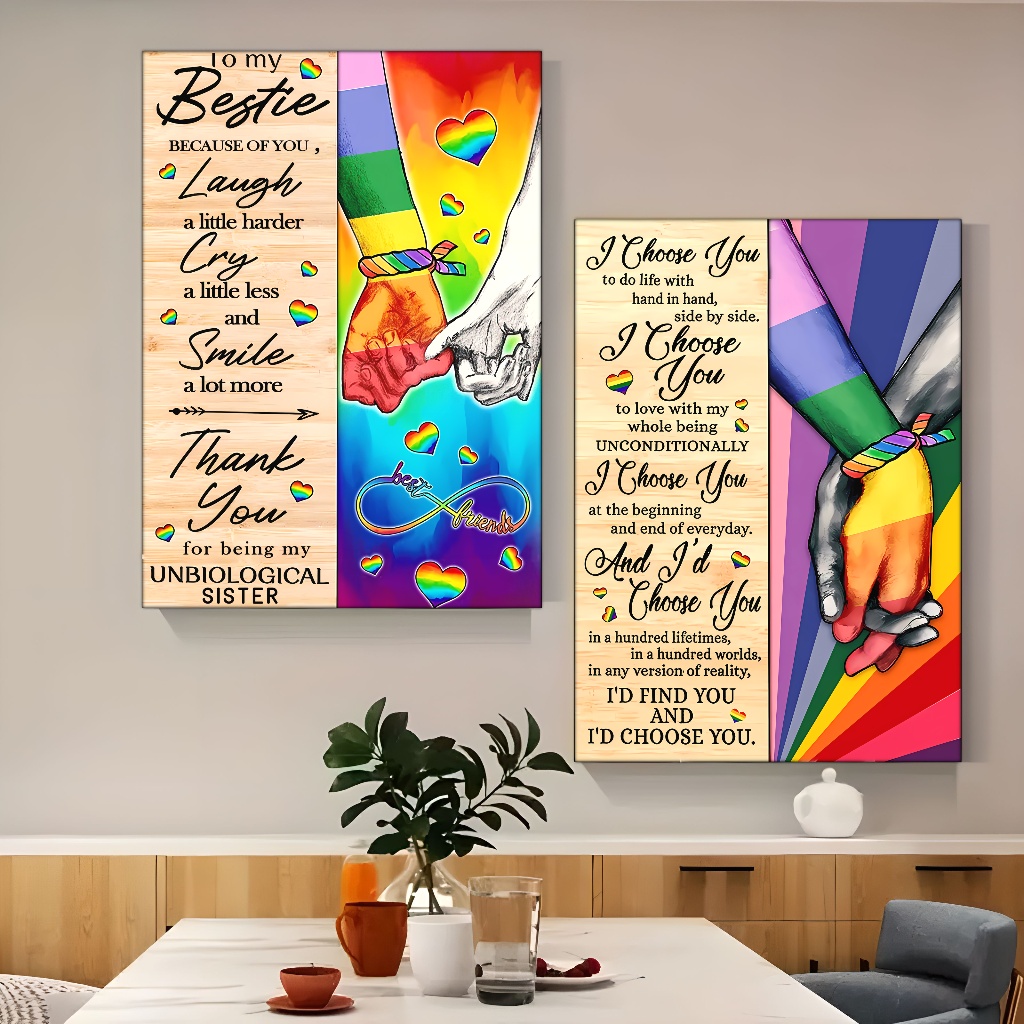 To my
Bestie
BECAUSE OF YOU ,
Laugh
a little harder
Cry
a little less
and
Smile
a lot more
Thank
You
for being my
UNBIOLOGICAL
SISTER
best
friends
I Choose You
to do life with
hand in hand,
side by side.
I Choose
You
to love with my
whole being
UNCONDITIONALLY
I Choose You
at the beginning
and end of everyday.
And I'd
Choose You
in a hundred lifetimes,
in a hundred worlds,
in any version of reality,
I'D FIND YOU
AND
I'D CHOOSE YOU.